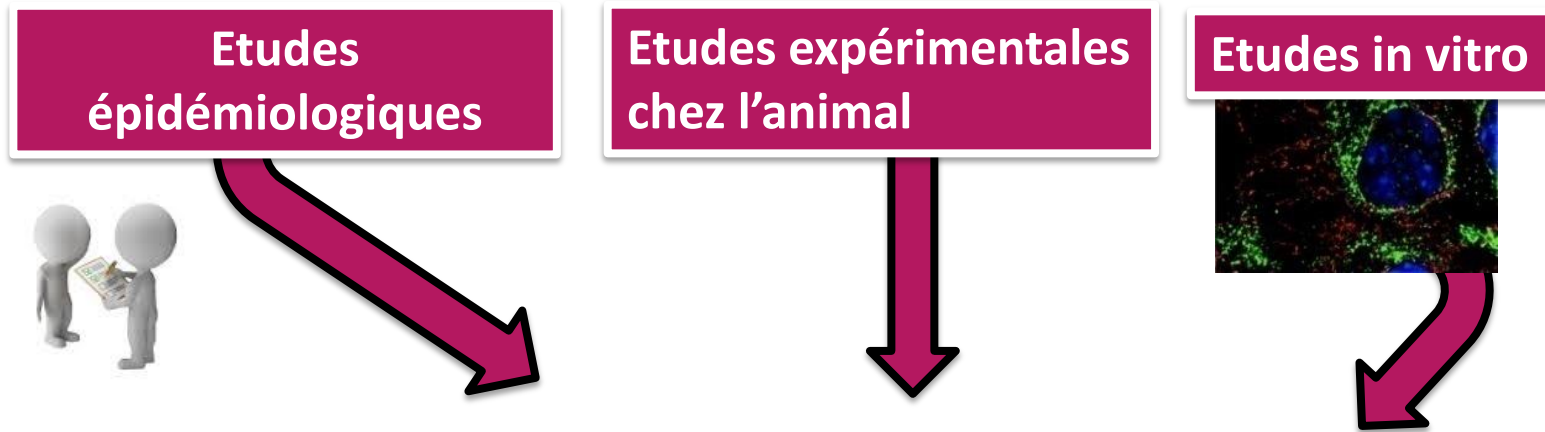 Etudes
épidémiologiques
Etudes expérimentales
chez l’animal
Etudes in vitro